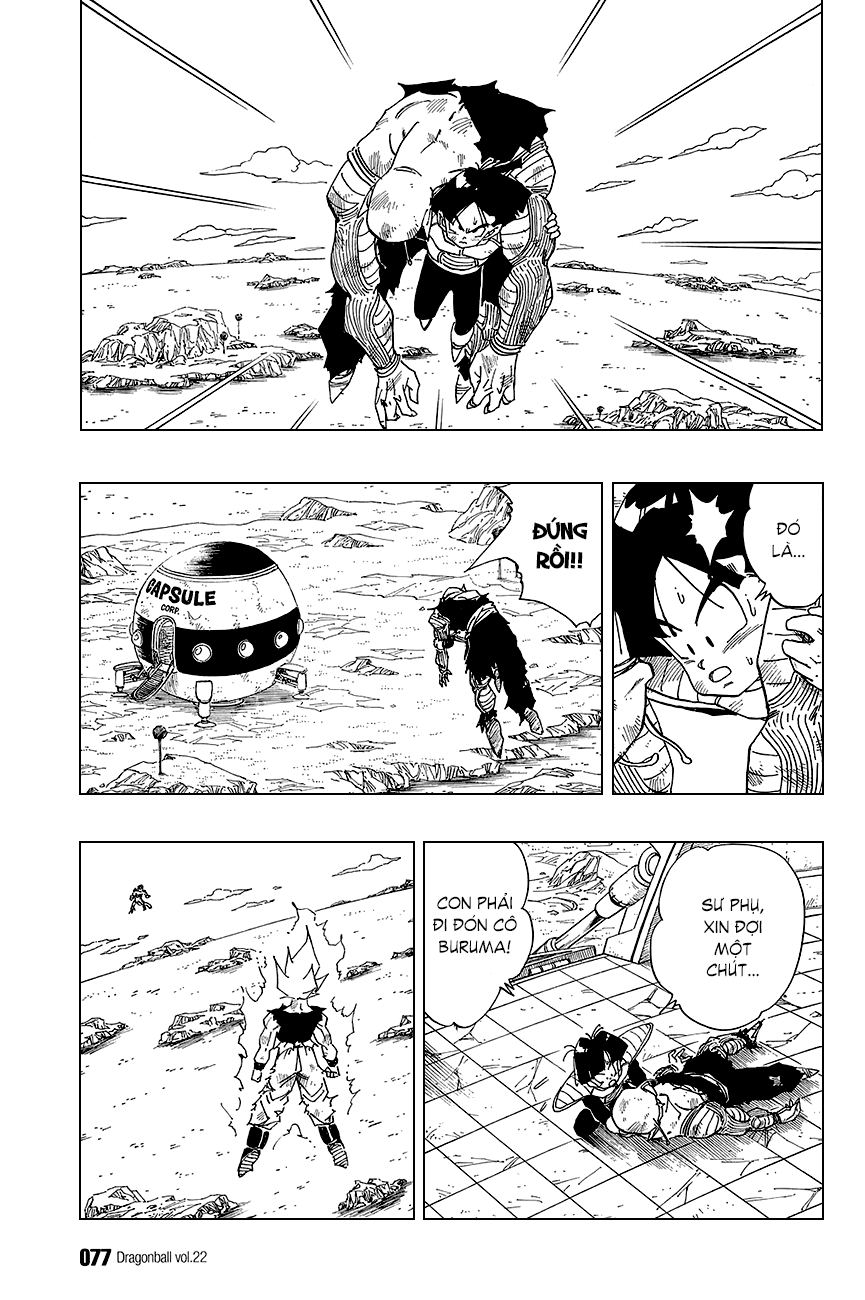 ĐÓ
LÀ...
ĐÚNG
RỒI!!
CAPSULE
CORP.
SƯ PHỤ,
XIN ĐỢI
MỘT
CHÚT...
CON PHẢI
ĐI ĐÓN CÔ
BURUMA!
077 Dragonball vol.22